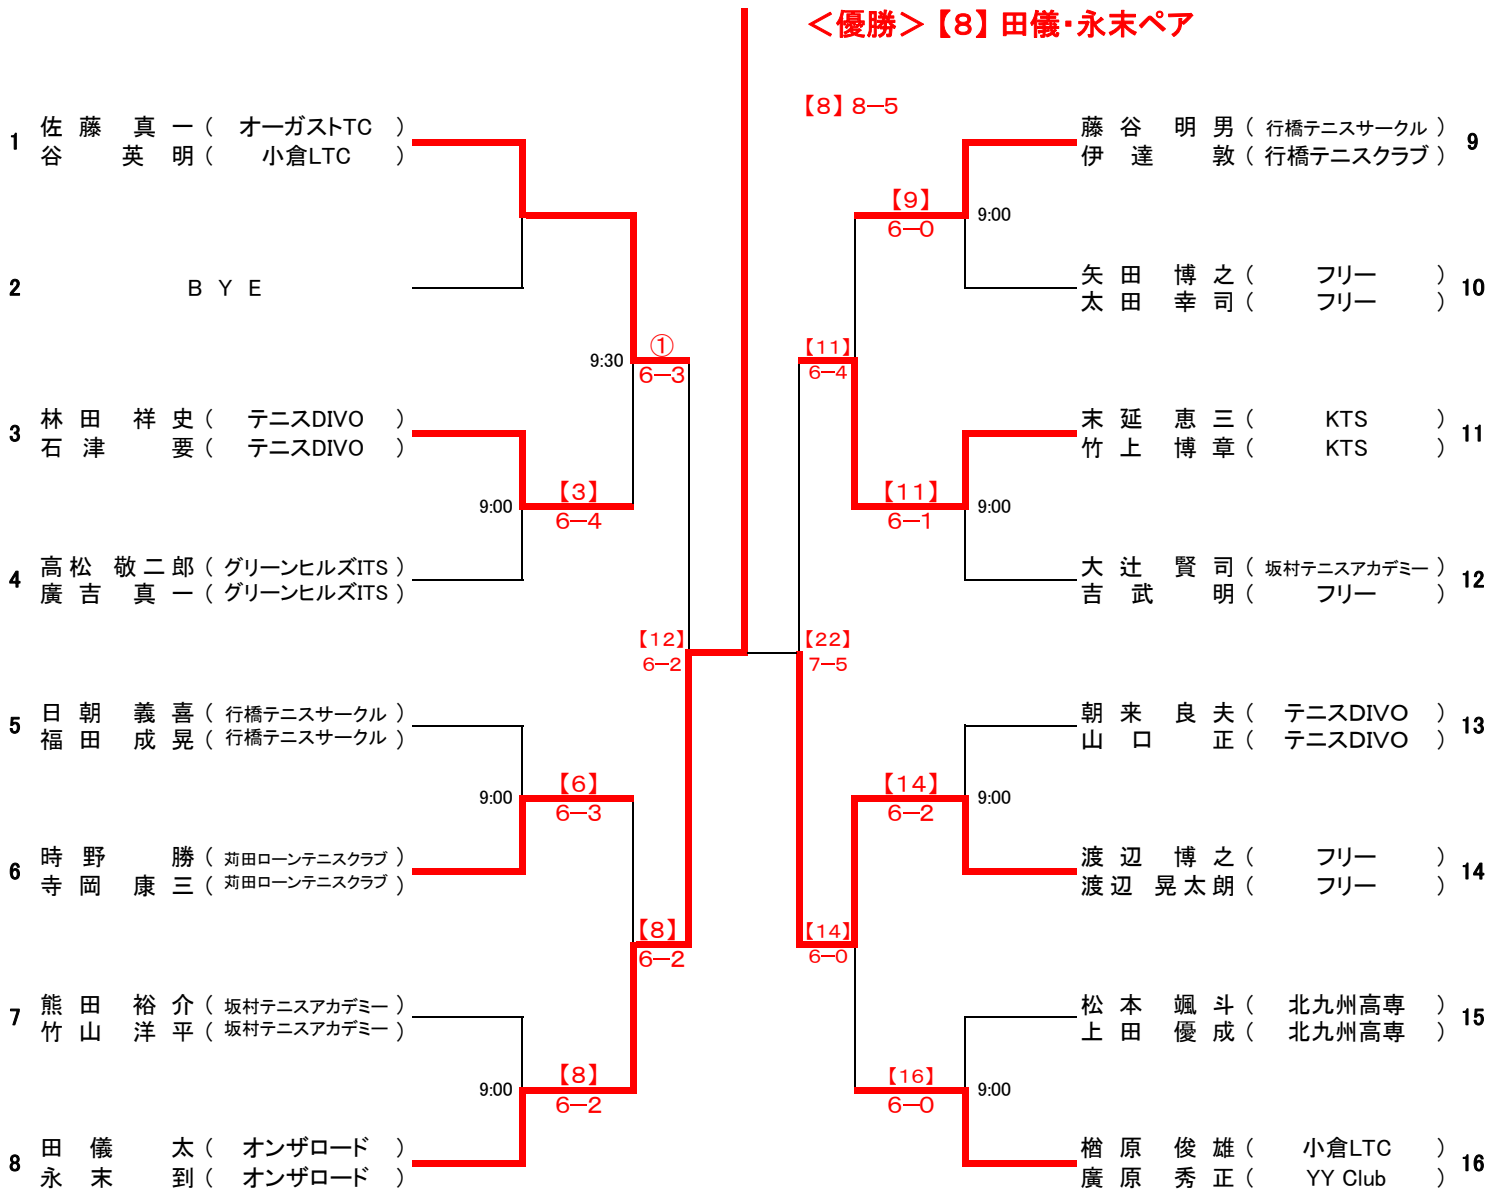 ＜優勝＞【8】田儀・永末ペア
【8】8－5
1 佐藤 真一（ オーガストTC ）
谷 英明（ 小倉LTC ）
2 BYE
9:30
①
6－3
3 林田 祥史（ テニスDIVO ）
石津 要（ テニスDIVO ）
9:00
【3】
6－4
4 高松 敬二郎（ グリーンヒルズITS ）
廣吉 真一（ グリーンヒルズITS ）
【12】
6－2
5 日朝 義喜（ 行橋テニスサークル ）
福田 成晃（ 行橋テニスサークル ）
9:00
【6】
6－3
6 時野 勝（ 苅田ローンテニスクラブ ）
寺岡 康三（ 苅田ローンテニスクラブ ）
【8】
6－2
7 熊田 裕介（ 坂村テニスアカデミー ）
竹山 洋平（ 坂村テニスアカデミー ）
9:00
【8】
6－2
8 田儀 太（ オンザロード ）
永末 到（ オンザロード ）
藤谷 明男（ 行橋テニスサークル ） 9
伊達 敦（ 行橋テニスクラブ ）
【9】
6－0
9:00
矢田 博之（ フリー ） 10
太田 幸司（ フリー ）
【11】
6－4
末延 恵三（ KTS ） 11
竹上 博章（ KTS ）
【11】
6－1
9:00
大辻 賢司（ 坂村テニスアカデミー ） 12
吉武 明（ フリー ）
【22】
7－5
朝来 良夫（ テニスDIVO ） 13
山口 正（ テニスDIVO ）
【14】
6－2
9:00
渡辺 博之（ フリー ） 14
渡辺 晃太朗（ フリー ）
【14】
6－0
松本 颯斗（ 北九州高専 ） 15
上田 優成（ 北九州高専 ）
【16】
6－0
9:00
楢原 俊雄（ 小倉LTC ） 16
廣原 秀正（ YY Club ）